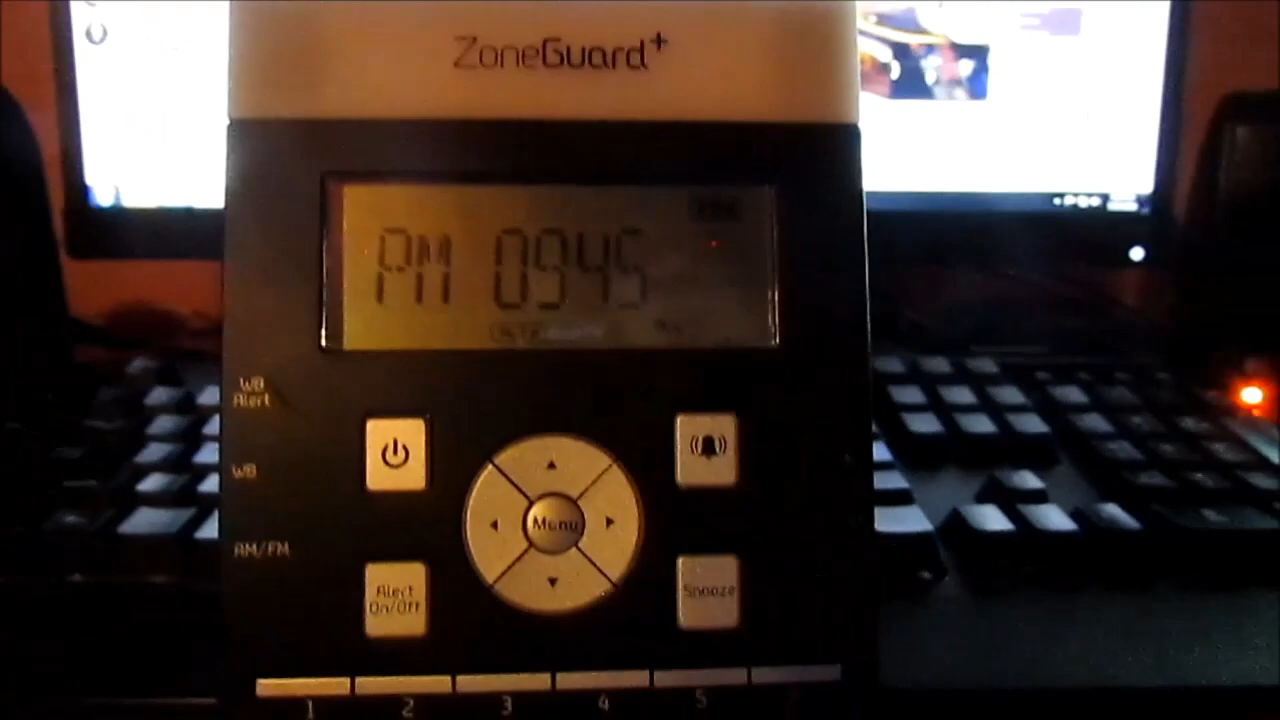 ZoneGuard+
PM 0945
WB
Alert
WB
Menu
AM/FM
Alert
On/Off
Snooze
1 2 3 4 5